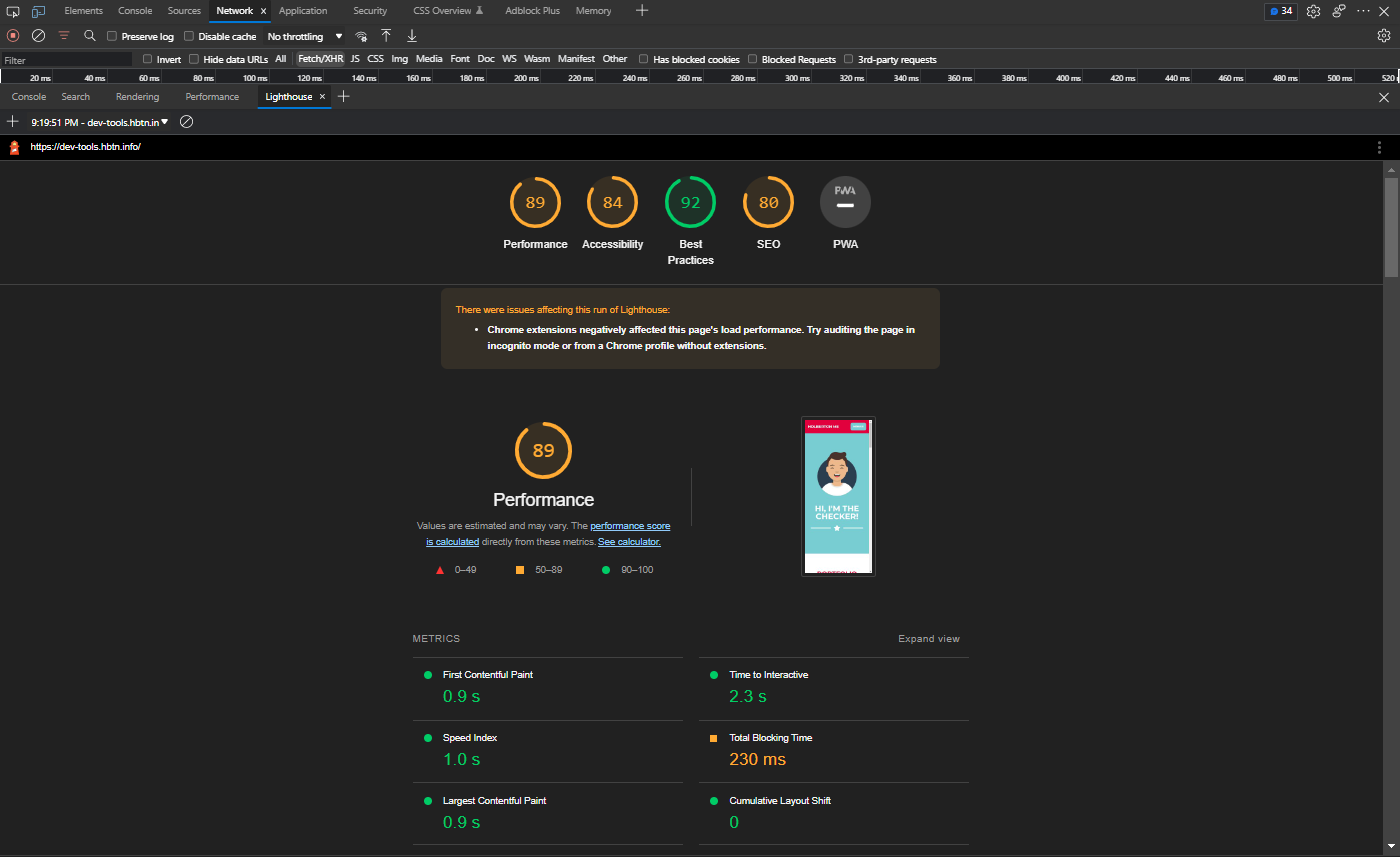 Elements Console Sources Network × Application Security CSS Overview Adblock Plus Memory 34
Preserve log Disable cache No throttling
Filter Invert Hide data URLs All Fetch/XHR JS CSS Img Media Font Doc WS Wasm Manifest Other Has blocked cookies Blocked Requests 3rd-party requests
20 ms 40 ms 60 ms 80 ms 100 ms 120 ms 140 ms 160 ms 180 ms 200 ms 220 ms 240 ms 260 ms 280 ms 300 ms 320 ms 340 ms 360 ms 380 ms 400 ms 420 ms 440 ms 460 ms 480 ms 500 ms 520
Console Search Rendering Performance Lighthouse ×
9:19:51 PM - dev-tools.hbtn.in
https://dev-tools.hbtn.info/
89 84 92 80 PWA
Performance Accessibility Best Practices SEO PWA
There were issues affecting this run of Lighthouse:
• Chrome extensions negatively affected this page's load performance. Try auditing the page in
incognito mode or from a Chrome profile without extensions.
89
Performance
Values are estimated and may vary. The performance score
is calculated directly from these metrics. See calculator.
0–49 50–89 90–100
HI, I'M THE
CHECKER!
PORTFOLIO
METRICS Expand view
First Contentful Paint Time to Interactive
0.9 s 2.3 s
Speed Index Total Blocking Time
1.0 s 230 ms
Largest Contentful Paint Cumulative Layout Shift
0.9 s 0